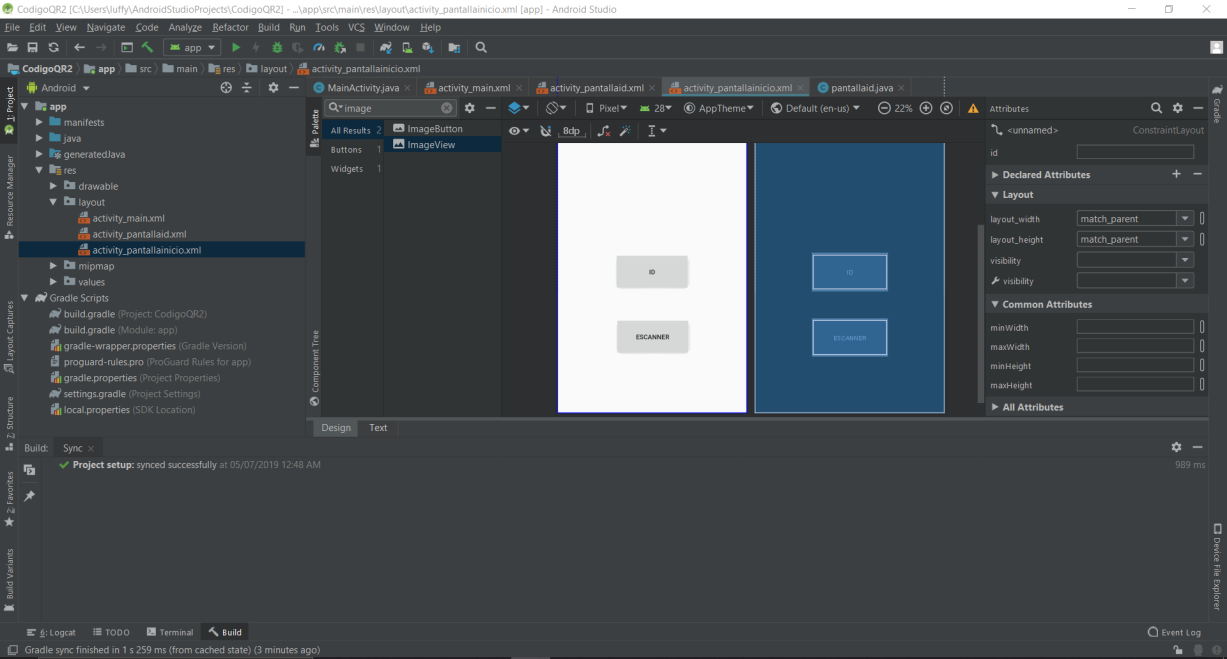 CodigoQR2 [C:\Users\luffy\AndroidStudioProjects\CodigoQR2] - ...\app\src\main\res\layout\activity_pantallainicio.xml [app] - Android Studio
File Edit View Navigate Code Analyze Refactor Build Run Tools VCS Window Help
app
CodigoQR2 app src main res layout activity_pantallainicio.xml
1: Project
Resource Manager
Layout Captures
7: Structure
2: Favorites
Build Variants
Android
app
manifests
java
generatedJava
res
drawable
layout
activity_main.xml
activity_pantallaid.xml
activity_pantallainicio.xml
mipmap
values
Gradle Scripts
build.gradle (Project: CodigoQR2)
build.gradle (Module: app)
gradle-wrapper.properties (Gradle Version)
proguard-rules.pro (ProGuard Rules for app)
gradle.properties (Project Properties)
settings.gradle (Project Settings)
local.properties (SDK Location)
MainActivity.java activity_main.xml activity_pantallaid.xml activity_pantallainicio.xml pantallaid.java
Palette
Component Tree
image
All Results 2
Buttons 1
Widgets 1
ImageButton
ImageView
Pixel 28 AppTheme Default (en-us) 22%
8dp
ID
ESCANNER
ID
ESCANNER
Design Text
Attributes
<unnamed> ConstraintLayout
id
Declared Attributes
Layout
layout_width match_parent
layout_height match_parent
visibility
visibility
Common Attributes
minWidth
maxWidth
minHeight
maxHeight
All Attributes
Gradle
Device File Explorer
Build: Sync
Project setup: synced successfully at 05/07/2019 12:48 AM 989 ms
6: Logcat TODO Terminal Build Event Log
Gradle sync finished in 1 s 259 ms (from cached state) (3 minutes ago)